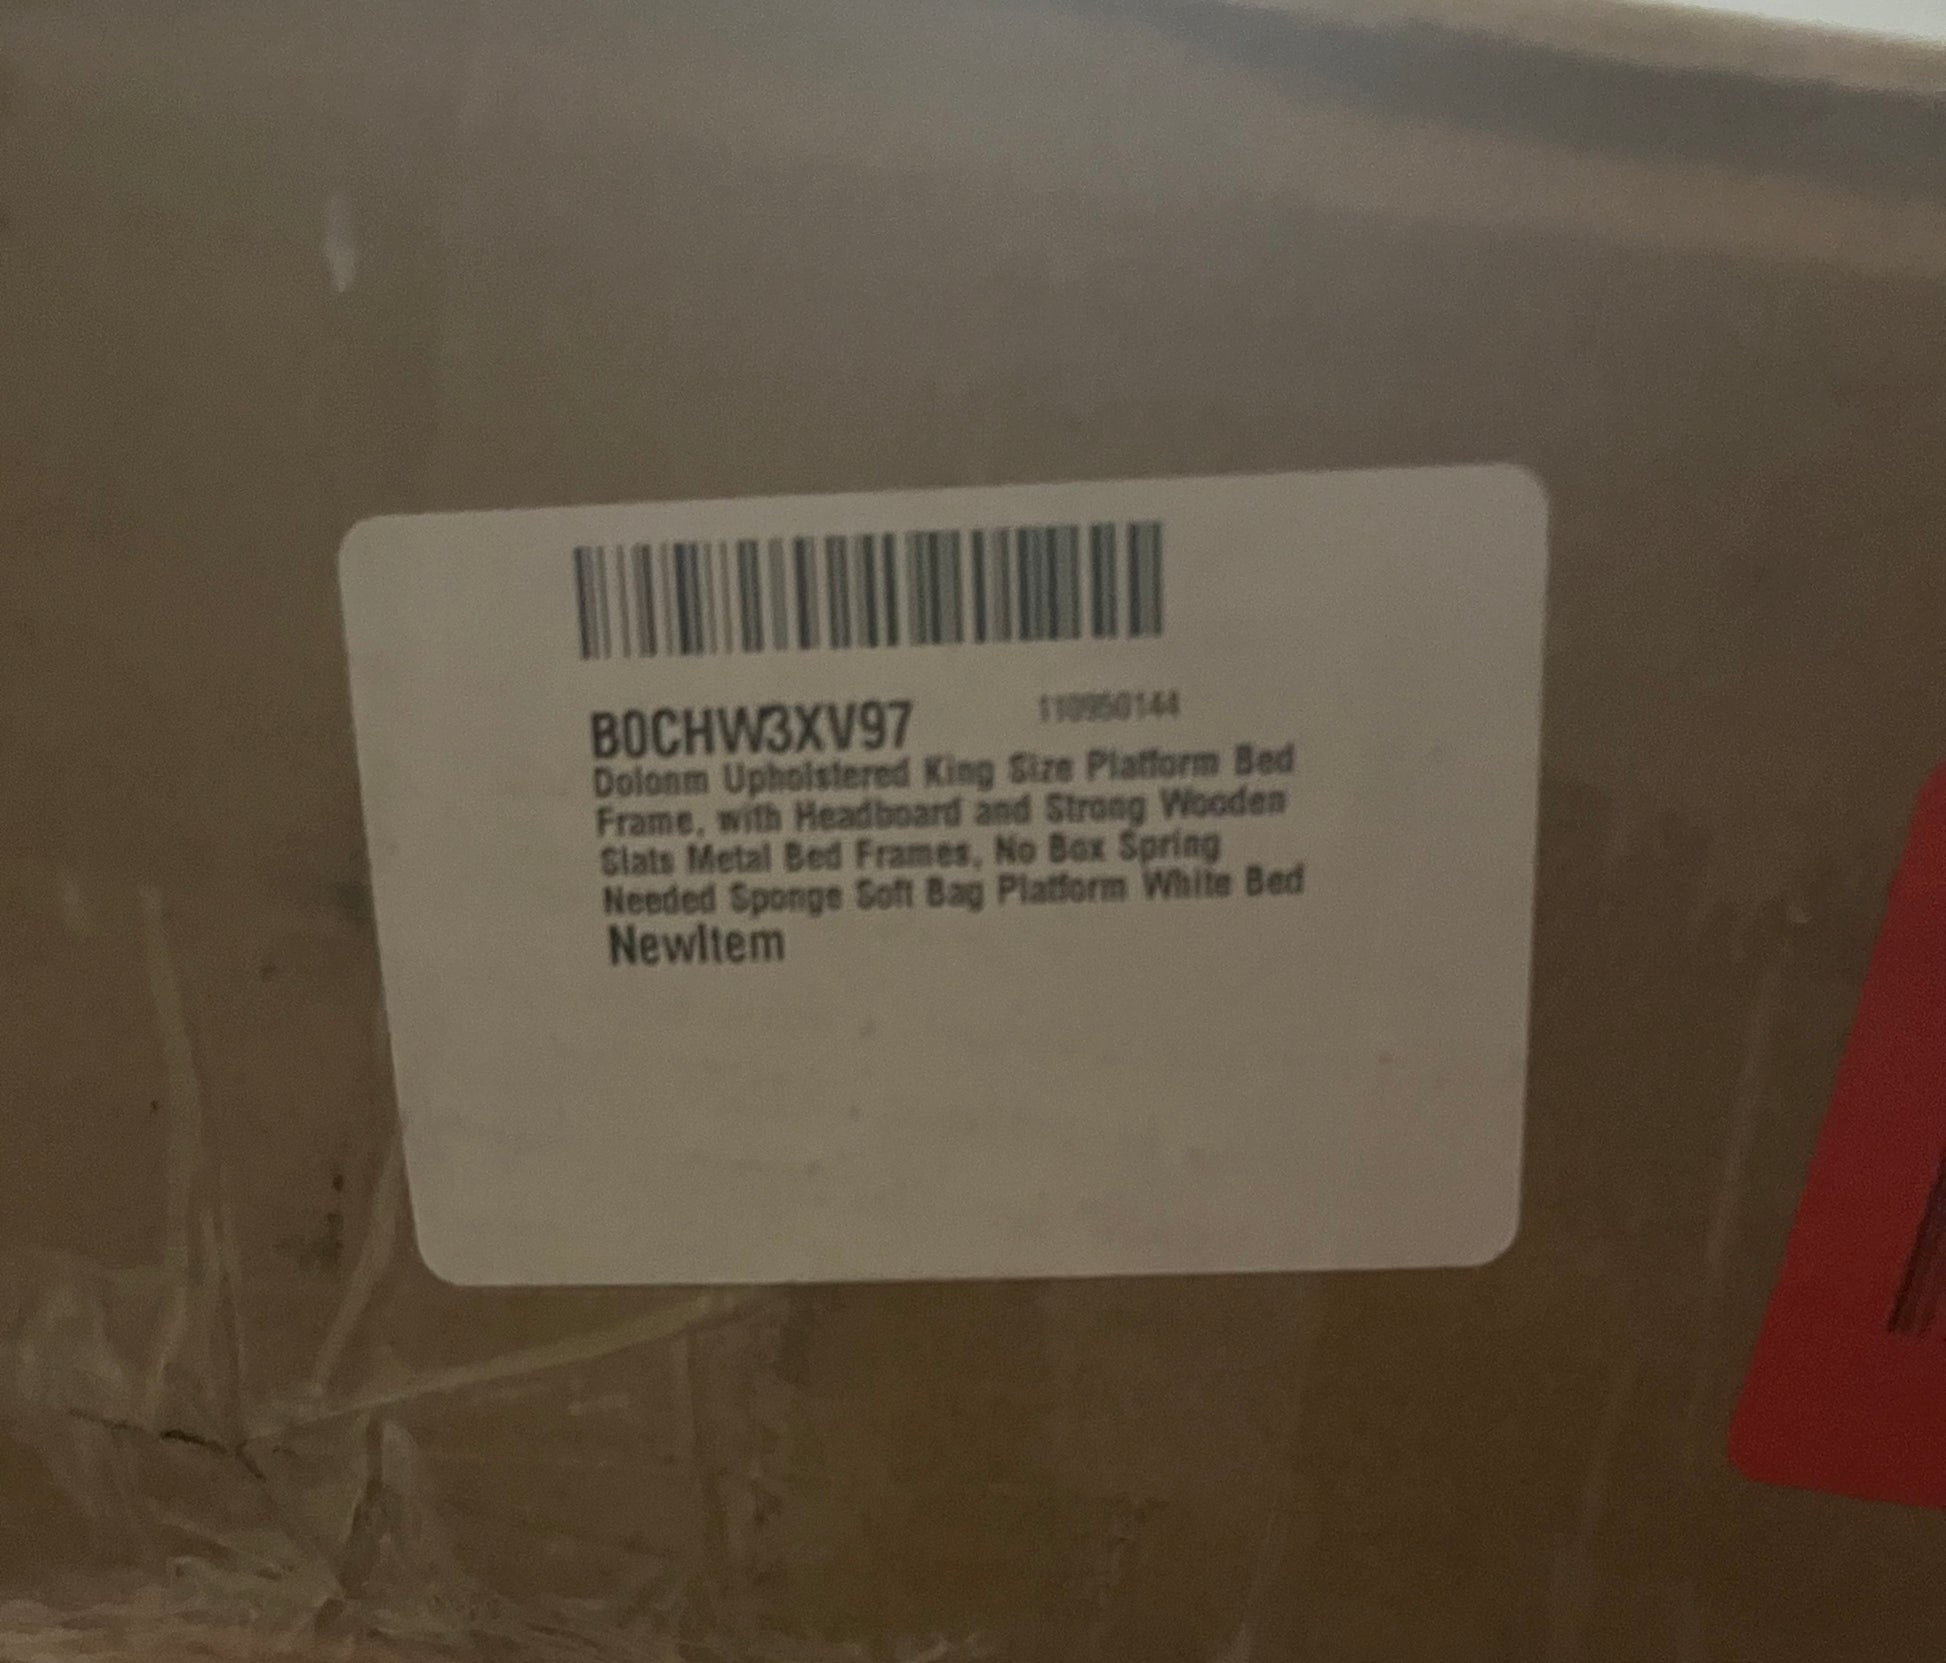 B0CHW3XV97 110950144
Dolonm Upholstered King Size Platform Bed
Frame, with Headboard and Strong Wooden
Slats Metal Bed Frames, No Box Spring
Needed Sponge Soft Bag Platform White Bed
NewItem